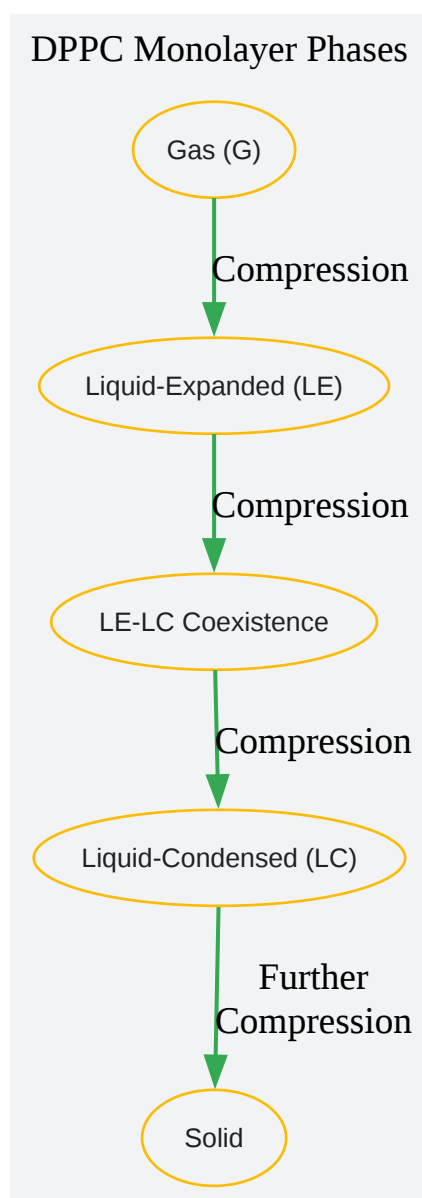 DPPC Monolayer Phases
Gas (G)
Compression
Liquid-Expanded (LE)
Compression
LE-LC Coexistence
Compression
Liquid-Condensed (LC)
Further
Compression
Solid